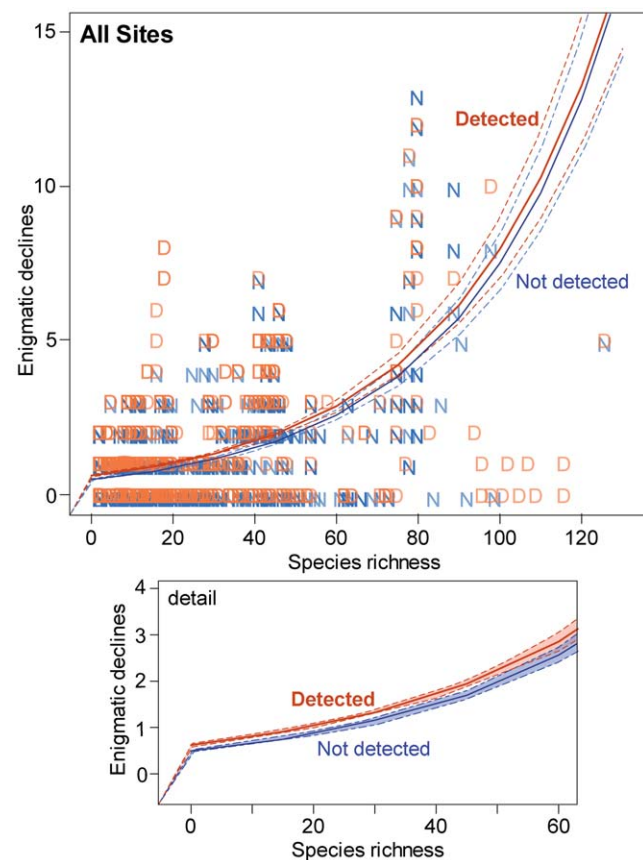 All Sites
15
10
5
0
Enigmatic declines
Detected
Not detected
0 20 40 60 80 100 120
Species richness
detail
4
3
2
1
0
Enigmatic declines
Detected
Not detected
0 20 40 60
Species richness